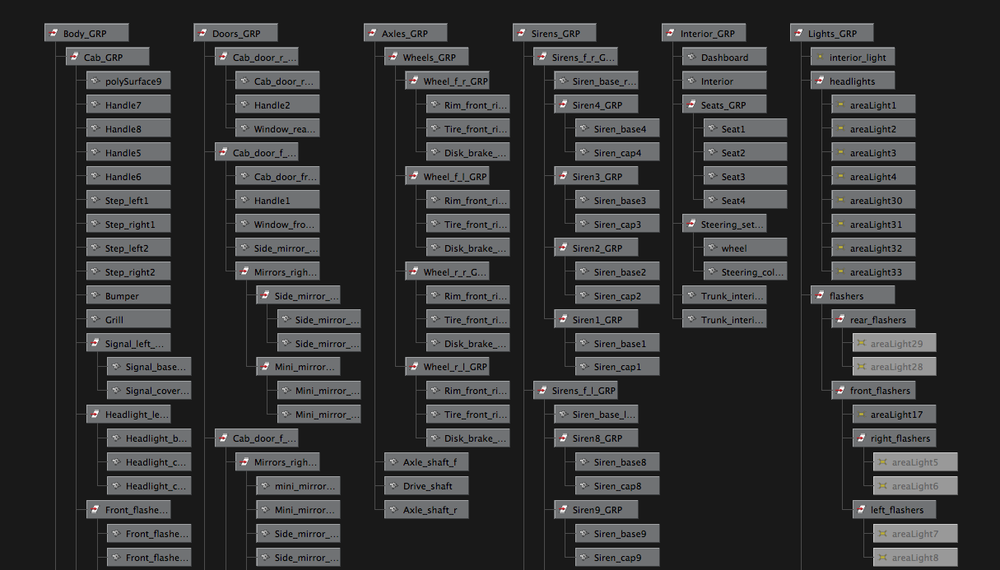 Body_GRP
Cab_GRP
polySurface9
Handle7
Handle8
Handle5
Handle6
Step_left1
Step_right1
Step_left2
Step_right2
Bumper
Grill
Signal_left_...
Signal_base...
Signal_cover...
Headlight_le...
Headlight_b...
Headlight_c...
Headlight_c...
Front_flashe...
Front_flashe...
Front_flashe...
Doors_GRP
Cab_door_r_...
Cab_door_r...
Handle2
Window_rea...
Cab_door_f_...
Cab_door_fr...
Handle1
Window_fro...
Side_mirror_...
Mirrors_righ...
Side_mirror_...
Side_mirror_...
Side_mirror_...
Mini_mirror...
Mini_mirror_...
Mini_mirror_...
Cab_door_f_...
Mirrors_righ...
mini_mirror...
Mini_mirror...
Side_mirror_...
Side_mirror_...
Axles_GRP
Wheels_GRP
Wheel_f_r_GRP
Rim_front_ri...
Tire_front_ri...
Disk_brake_...
Wheel_f_l_GRP
Rim_front_ri...
Tire_front_ri...
Disk_brake_...
Wheel_r_r_G...
Rim_front_ri...
Tire_front_ri...
Disk_brake_...
Wheel_r_l_GRP
Rim_front_ri...
Tire_front_ri...
Disk_brake_...
Axle_shaft_f
Drive_shaft
Axle_shaft_r
Sirens_GRP
Sirens_f_r_G...
Siren_base_r...
Siren4_GRP
Siren_base4
Siren_cap4
Siren3_GRP
Siren_base3
Siren_cap3
Siren2_GRP
Siren_base2
Siren_cap2
Siren1_GRP
Siren_base1
Siren_cap1
Sirens_f_l_GRP
Siren_base_l...
Siren8_GRP
Siren_base8
Siren_cap8
Siren9_GRP
Siren_base9
Siren_cap9
Interior_GRP
Dashboard
Interior
Seats_GRP
Seat1
Seat2
Seat3
Seat4
Steering_set...
wheel
Steering_col...
Trunk_interi...
Trunk_interi...
Lights_GRP
interior_light
headlights
areaLight1
areaLight2
areaLight3
areaLight4
areaLight30
areaLight31
areaLight32
areaLight33
flashers
rear_flashers
areaLight29
areaLight28
front_flashers
areaLight17
right_flashers
areaLight5
areaLight6
left_flashers
areaLight7
areaLight8